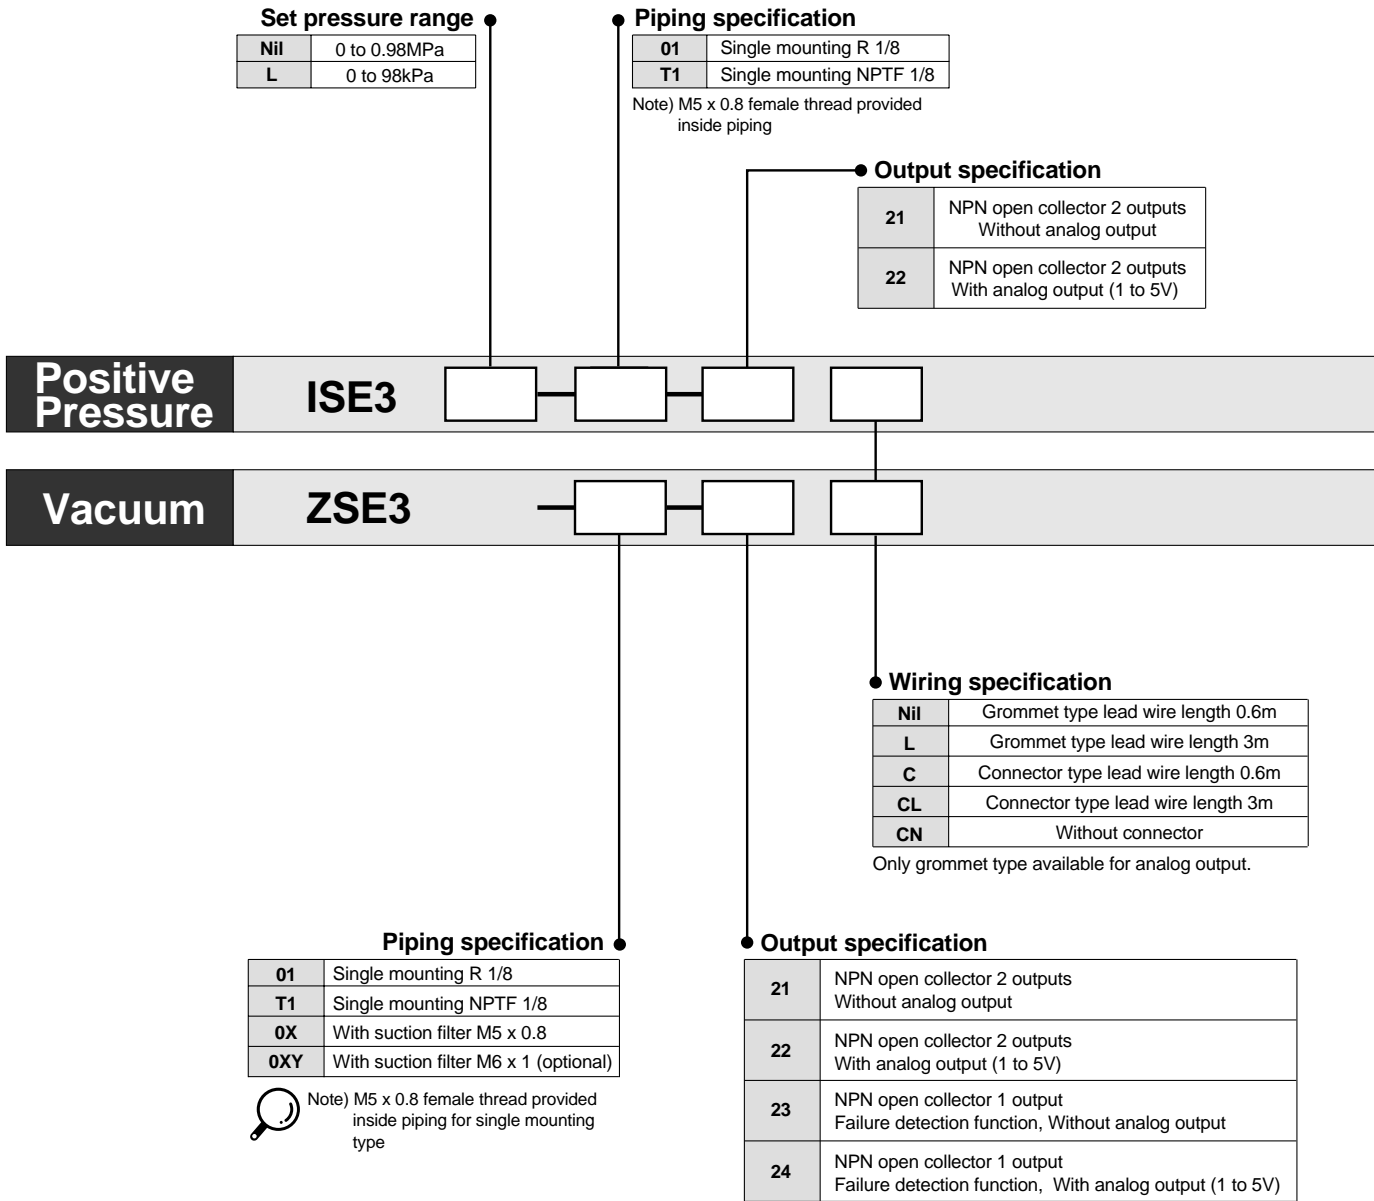 Set pressure range
Nil 0 to 0.98MPa
L 0 to 98kPa
Piping specification
01 Single mounting R 1/8
T1 Single mounting NPTF 1/8
Note) M5 x 0.8 female thread provided
inside piping
Output specification
21 NPN open collector 2 outputs
Without analog output
22 NPN open collector 2 outputs
With analog output (1 to 5V)
Positive
Pressure
ISE3
Vacuum
ZSE3
Wiring specification
Nil Grommet type lead wire length 0.6m
L Grommet type lead wire length 3m
C Connector type lead wire length 0.6m
CL Connector type lead wire length 3m
CN Without connector
Only grommet type available for analog output.
Piping specification
01 Single mounting R 1/8
T1 Single mounting NPTF 1/8
0X With suction filter M5 x 0.8
0XY With suction filter M6 x 1 (optional)
Note) M5 x 0.8 female thread provided
inside piping for single mounting
type
Output specification
21 NPN open collector 2 outputs
Without analog output
22 NPN open collector 2 outputs
With analog output (1 to 5V)
23 NPN open collector 1 output
Failure detection function, Without analog output
24 NPN open collector 1 output
Failure detection function, With analog output (1 to 5V)